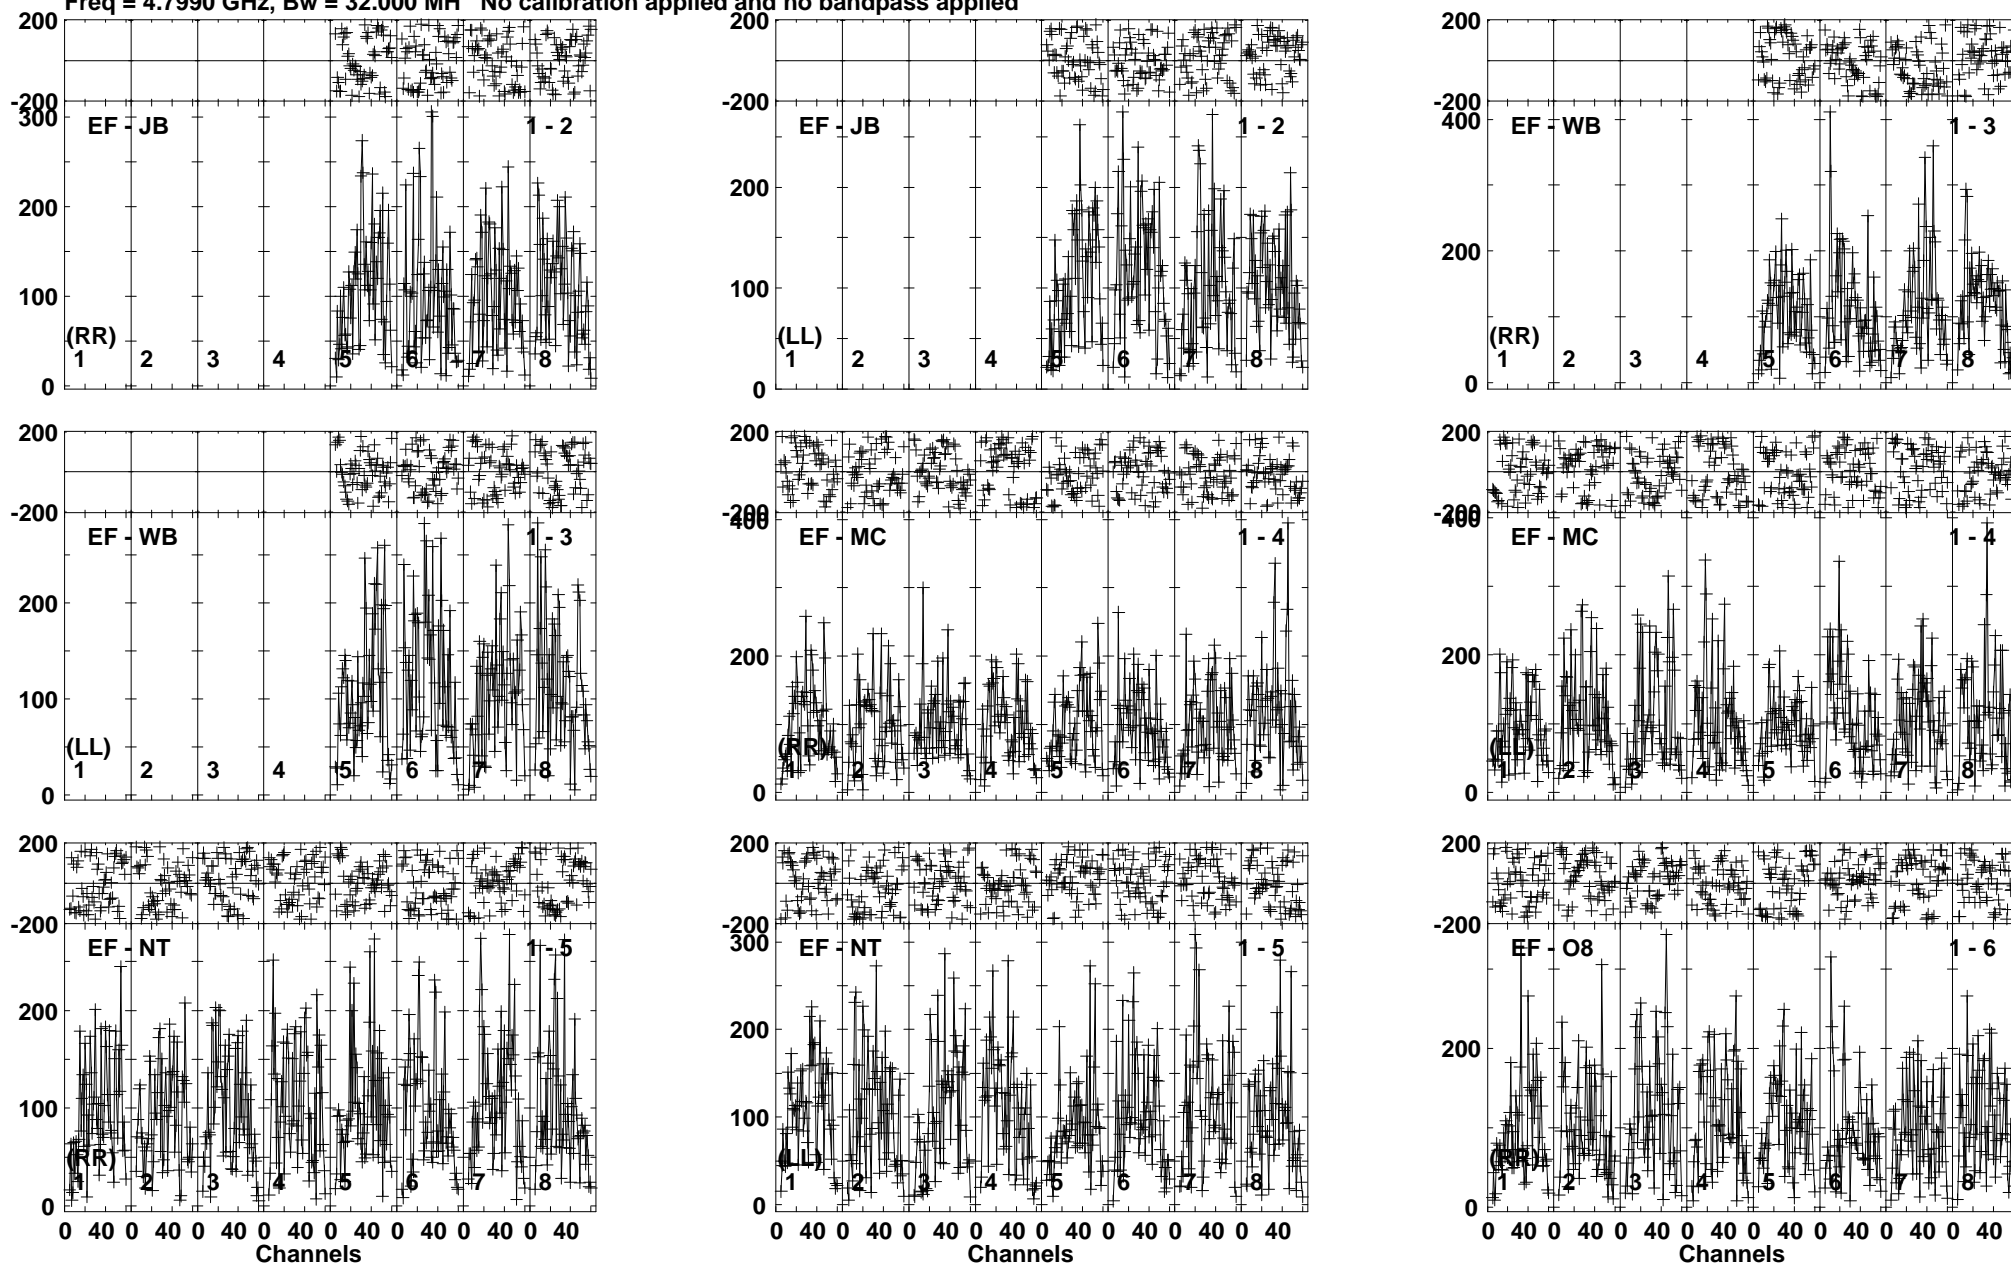 Freq = 4.7990 GHz, Bw = 32.000 MH No calibration applied and no bandpass applied
200 200 200
-200 -200 -200
300 EF - JB 1 - 2 EF - JB 1 - 2 400 EF - WB 1 - 3
200 200 200
100 100
(RR) (LL) (RR)
1 2 3 4 5 6 7 8 1 2 3 4 5 6 7 8 1 2 3 4 5 6 7 8
0 0 0
200 200 200
-200 -200 -200
400 400
EF - WB 1 - 3 EF - MC 1 - 4 EF - MC 1 - 4
200 200 200
100
(LL) (RR) (LL)
1 2 3 4 5 6 7 8 1 2 3 4 5 6 7 8 1 2 3 4 5 6 7 8
0 0 0
200 200 200
-200 -200 -200
EF - NT 1 - 5 300 EF - NT 1 - 5 EF - O8 1 - 6
200 200 200
100 100
(RR) (LL) (RR)
1 2 3 4 5 6 7 8 1 2 3 4 5 6 7 8 1 2 3 4 5 6 7 8
0 0 0
0 40 0 40 0 40 0 40 0 40 0 40 0 40 0 40 0 40 0 40 0 40 0 40 0 40 0 40 0 40 0 40 0 40 0 40 0 40 0 40 0 40 0 40 0 40 0 40
Channels Channels Channels